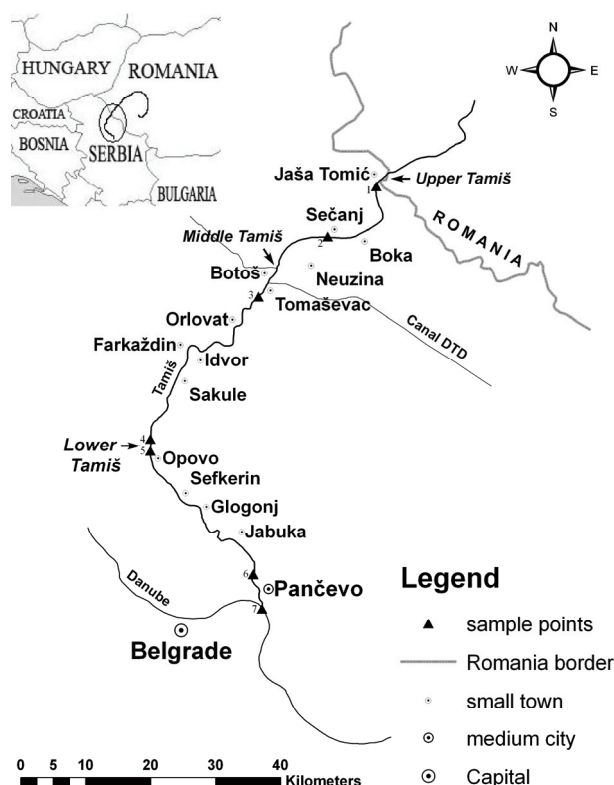 HUNGARY
ROMANIA
CROATIA
BOSNIA
SERBIA
BULGARIA
N
W
E
S
Jaša Tomić
1
Upper Tamiš
Sečanj
2
Middle Tamiš
Boka
ROMANIA
Botoš
Neuzina
3
Tomaševac
Orlovat
Canal DTD
Farkaždin
Idvor
Tamiš
Sakule
4
Lower
Tamiš
5
Opovo
Sefkerin
Glogonj
Jabuka
6
Pančevo
Danube
7
Belgrade
Legend
sample points
Romania border
small town
medium city
Capital
0 5 10 20 30 40
Kilometers